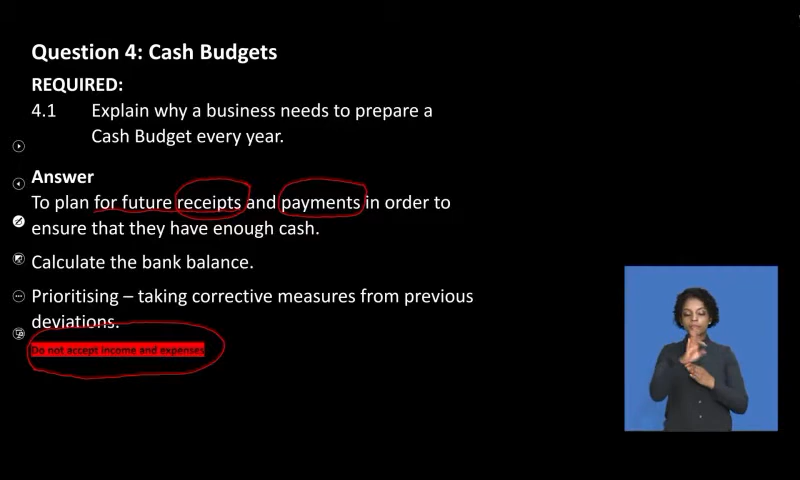 Question 4: Cash Budgets
REQUIRED:
4.1 Explain why a business needs to prepare a
Cash Budget every year.
Answer
To plan for future receipts and payments in order to
ensure that they have enough cash.
Calculate the bank balance.
Prioritising – taking corrective measures from previous
deviations.
Do not accept income and expenses